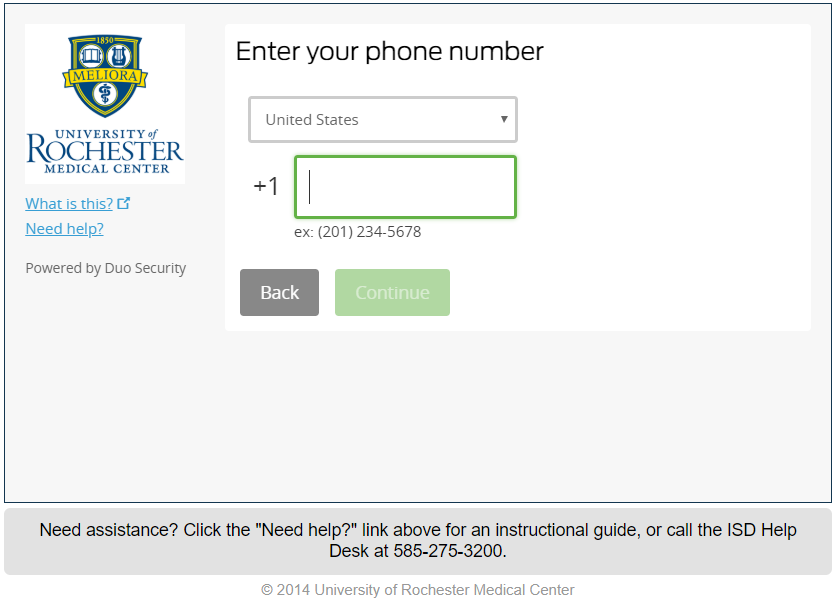 1850
MELIORA
UNIVERSITY of
ROCHESTER
MEDICAL CENTER
What is this?
Need help?
Powered by Duo Security
Enter your phone number
United States
+1
ex: (201) 234-5678
Back
Continue
Need assistance? Click the "Need help?" link above for an instructional guide, or call the ISD Help
Desk at 585-275-3200.
© 2014 University of Rochester Medical Center